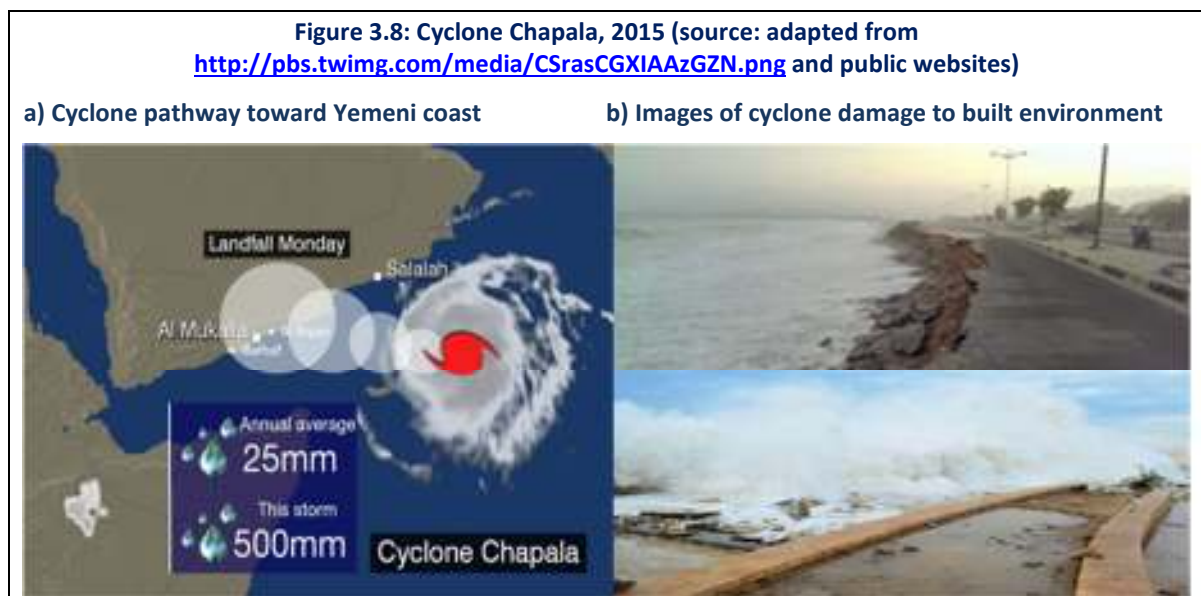 Figure 3.8: Cyclone Chapala, 2015 (source: adapted from
http://pbs.twimg.com/media/CSrasCGXIAAzGZN.png and public websites)
a) Cyclone pathway toward Yemeni coast
b) Images of cyclone damage to built environment
Landfall Monday
Salalah
Al Mukalla
Annual average
25mm
This storm
500mm
Cyclone Chapala